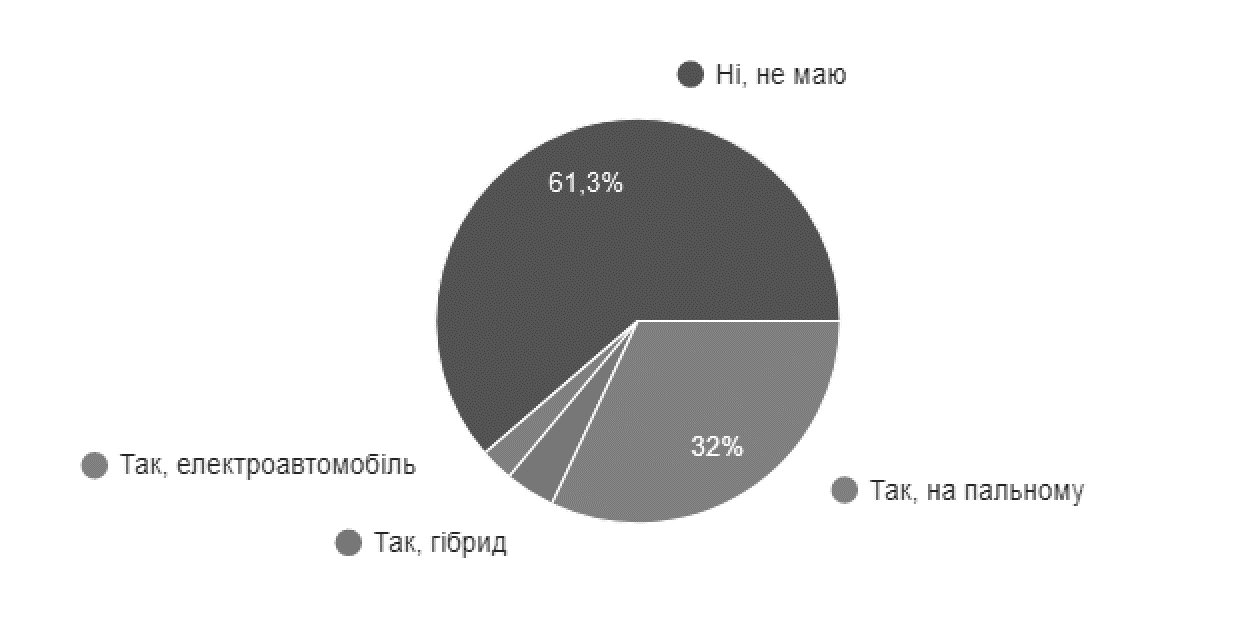 Ні, не маю
61,3%
32%
Так, електроавтомобіль
Так, на пальному
Так, гібрид